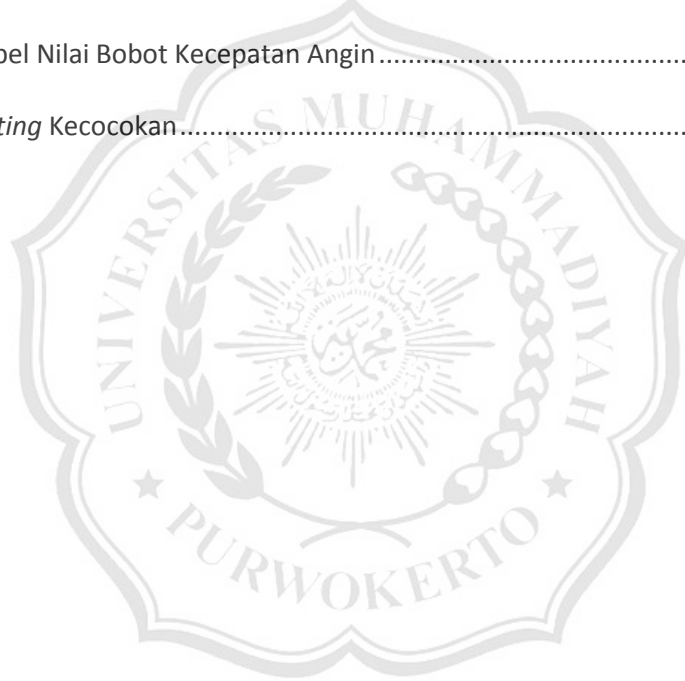 bel Nilai Bobot Kecepatan Angin.......................................
ting Kecocokan...........................................................................
UNIVERSITAS MUHAMMADIYAH
PURWOKERTO